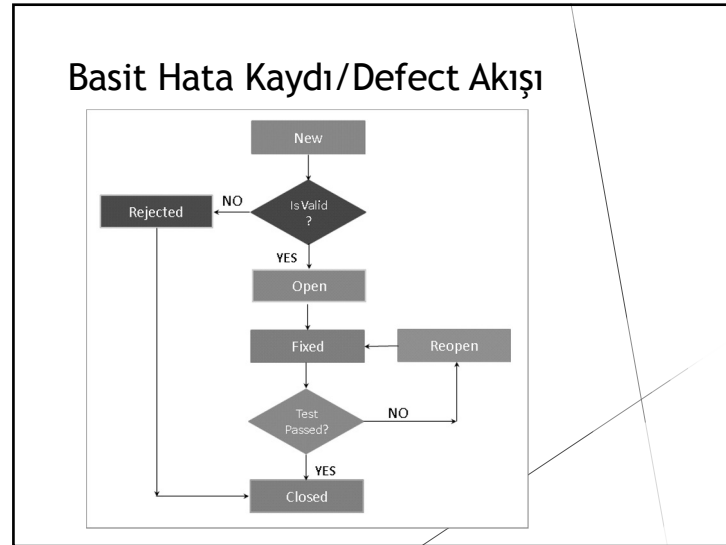 Basit Hata Kaydı/Defect Akışı
New
Is Valid
?
NO
Rejected
YES
Open
Fixed
Reopen
Test
Passed?
NO
YES
Closed